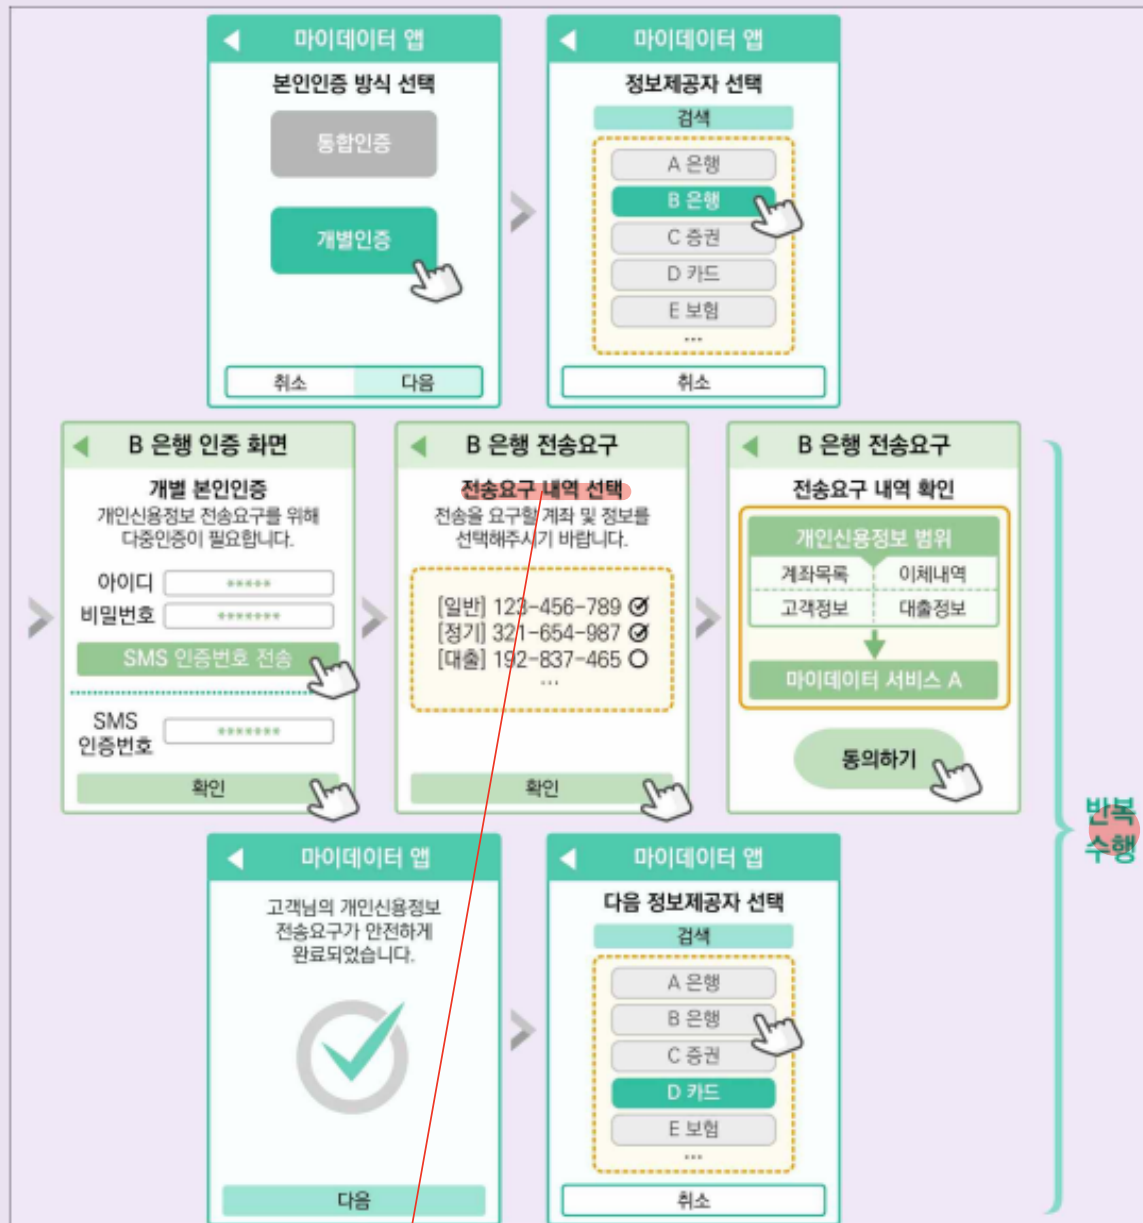 마이데이터 앱
본인인증 방식 선택
통합인증
개별인증
취소
다음
마이데이터 앱
정보제공자 선택
검색
A 은행
B 은행
C 증권
D 카드
E 보험
...
취소
B 은행 인증 화면
개별 본인인증
개인신용정보 전송요구를 위해
다중인증이 필요합니다.
아이디 *****
비밀번호 *******
SMS 인증번호 전송
SMS
인증번호 *******
확인
B 은행 전송요구
전송요구 내역 선택
전송을 요구할 계좌 및 정보를
선택해주시기 바랍니다.
[일반] 123-456-789
[정기] 321-654-987
[대출] 192-837-465
...
확인
B 은행 전송요구
전송요구 내역 확인
개인신용정보 범위
계좌목록 이체내역
고객정보 대출정보
마이데이터 서비스 A
동의하기
반복
수행
마이데이터 앱
고객님의 개인신용정보
전송요구가 안전하게
완료되었습니다.
다음
마이데이터 앱
다음 정보제공자 선택
검색
A 은행
B 은행
C 증권
D 카드
E 보험
...
취소